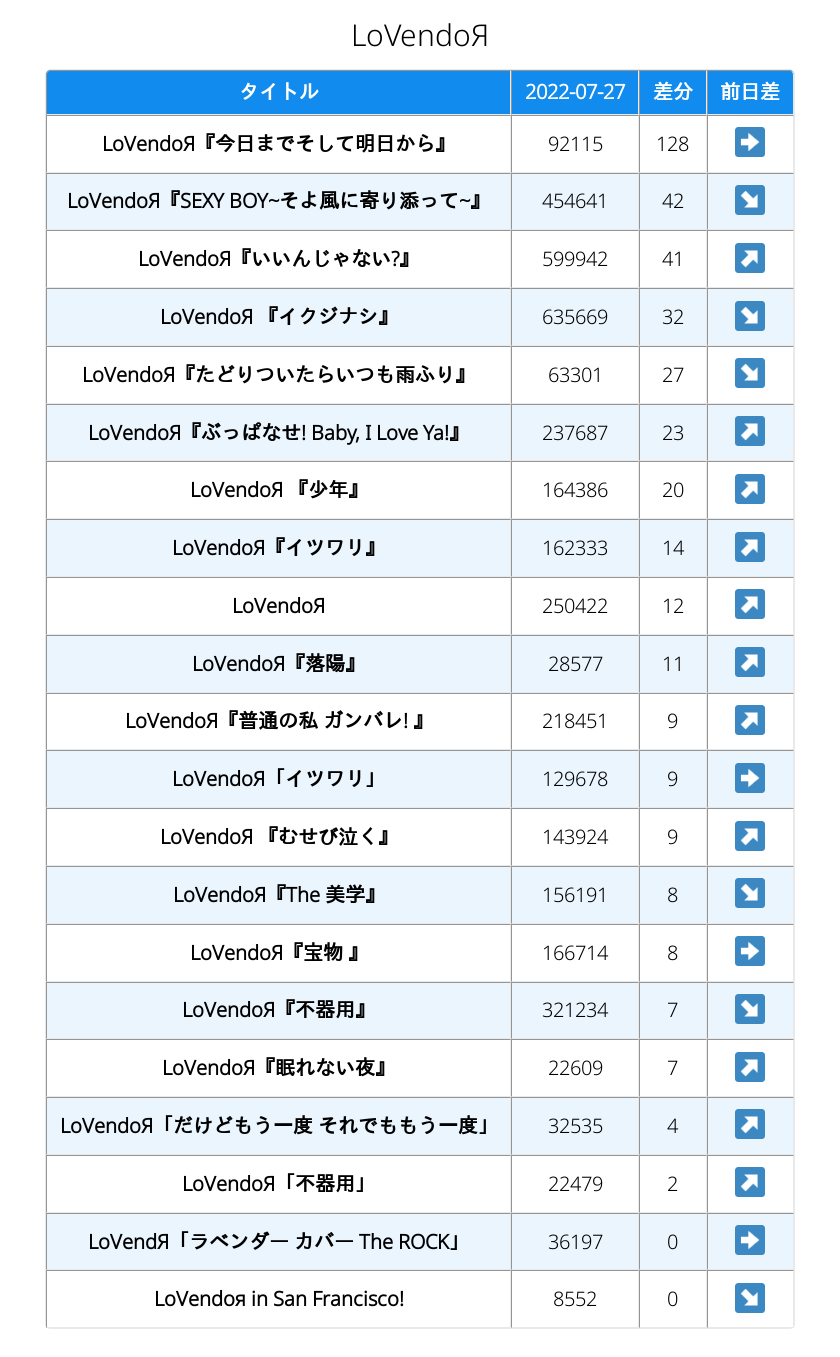 LoVendoЯ
タイトル 2022-07-27 差分 前日差
LoVendoЯ『今日までそして明日から』 92115 128 ➡
LoVendoЯ『SEXY BOY~そよ風に寄り添って~』 454641 42 ↘
LoVendoЯ『いいんじゃない?』 599942 41 ↗
LoVendoЯ 『イクジナシ』 635669 32 ↘
LoVendoЯ『たどりついたらいつも雨ふり』 63301 27 ↘
LoVendoЯ『ぶっぱなせ! Baby, I Love Ya!』 237687 23 ↗
LoVendoЯ 『少年』 164386 20 ↗
LoVendoЯ『イツワリ』 162333 14 ↗
LoVendoЯ 250422 12 ↗
LoVendoЯ『落陽』 28577 11 ↗
LoVendoЯ『普通の私 ガンバレ! 』 218451 9 ↗
LoVendoЯ「イツワリ」 129678 9 ➡
LoVendoЯ 『むせび泣く』 143924 9 ↗
LoVendoЯ『The 美学』 156191 8 ↘
LoVendoЯ『宝物 』 166714 8 ➡
LoVendoЯ『不器用』 321234 7 ↘
LoVendoЯ『眠れない夜』 22609 7 ↗
LoVendoЯ「だけどもう一度 それでももう一度」 32535 4 ↗
LoVendoЯ「不器用」 22479 2 ↗
LoVendЯ「ラベンダー カバー The ROCK」 36197 0 ➡
LoVendoя in San Francisco! 8552 0 ↘